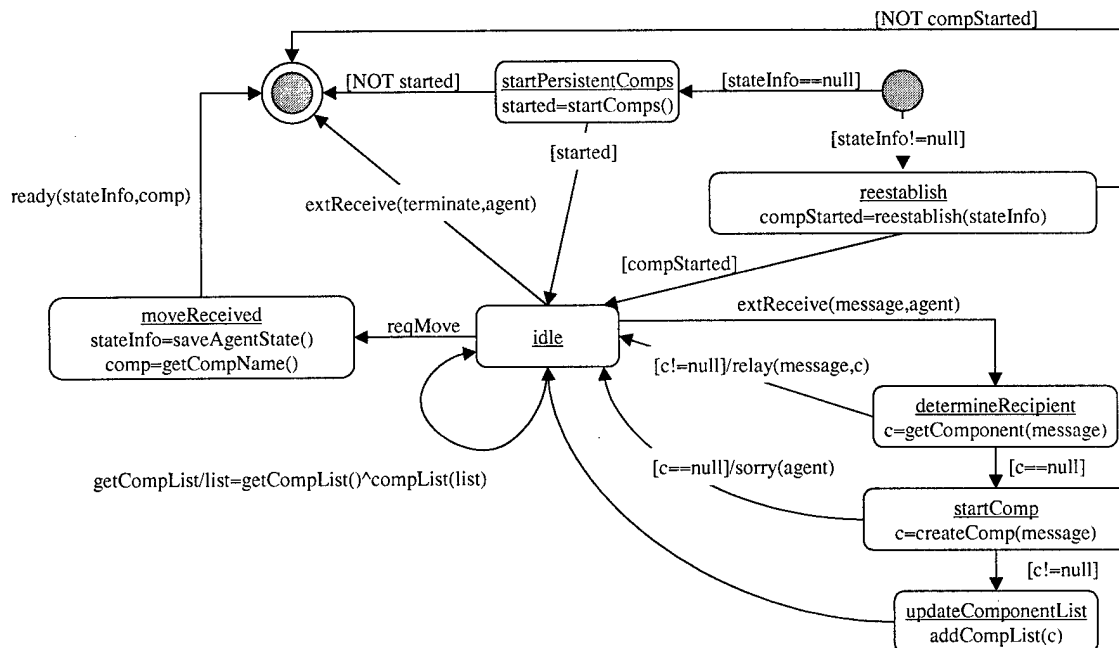 [NOT compStarted]
[NOT started]
startPersistentComps
started=startComps()
[stateInfo==null]
[stateInfo!=null]
[started]
ready(stateInfo,comp)
extReceive(terminate,agent)
reestablish
compStarted=reestablish(stateInfo)
[compStarted]
moveReceived
stateInfo=saveAgentState()
comp=getCompName()
reqMove
idle
extReceive(message,agent)
[c!=null]/relay(message,c)
determineRecipient
c=getComponent(message)
[c==null]/sorry(agent)
[c==null]
getCompList/list=getCompList()^compList(list)
startComp
c=createComp(message)
[c!=null]
updateComponentList
addCompList(c)